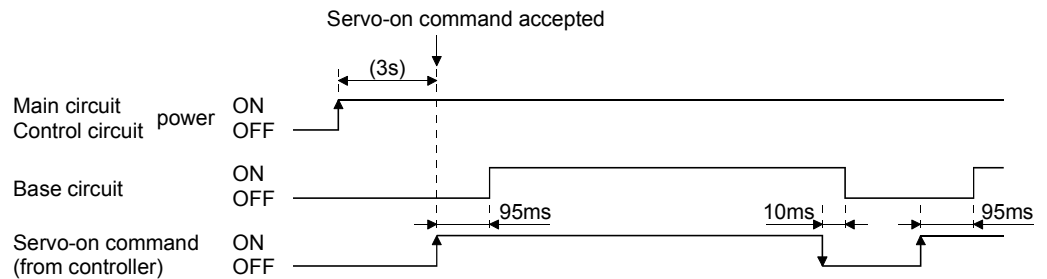 Servo-on command accepted
(3s)
Main circuit
Control circuit
power
ON
OFF
Base circuit
ON
OFF
95ms
10ms
95ms
Servo-on command
(from controller)
ON
OFF